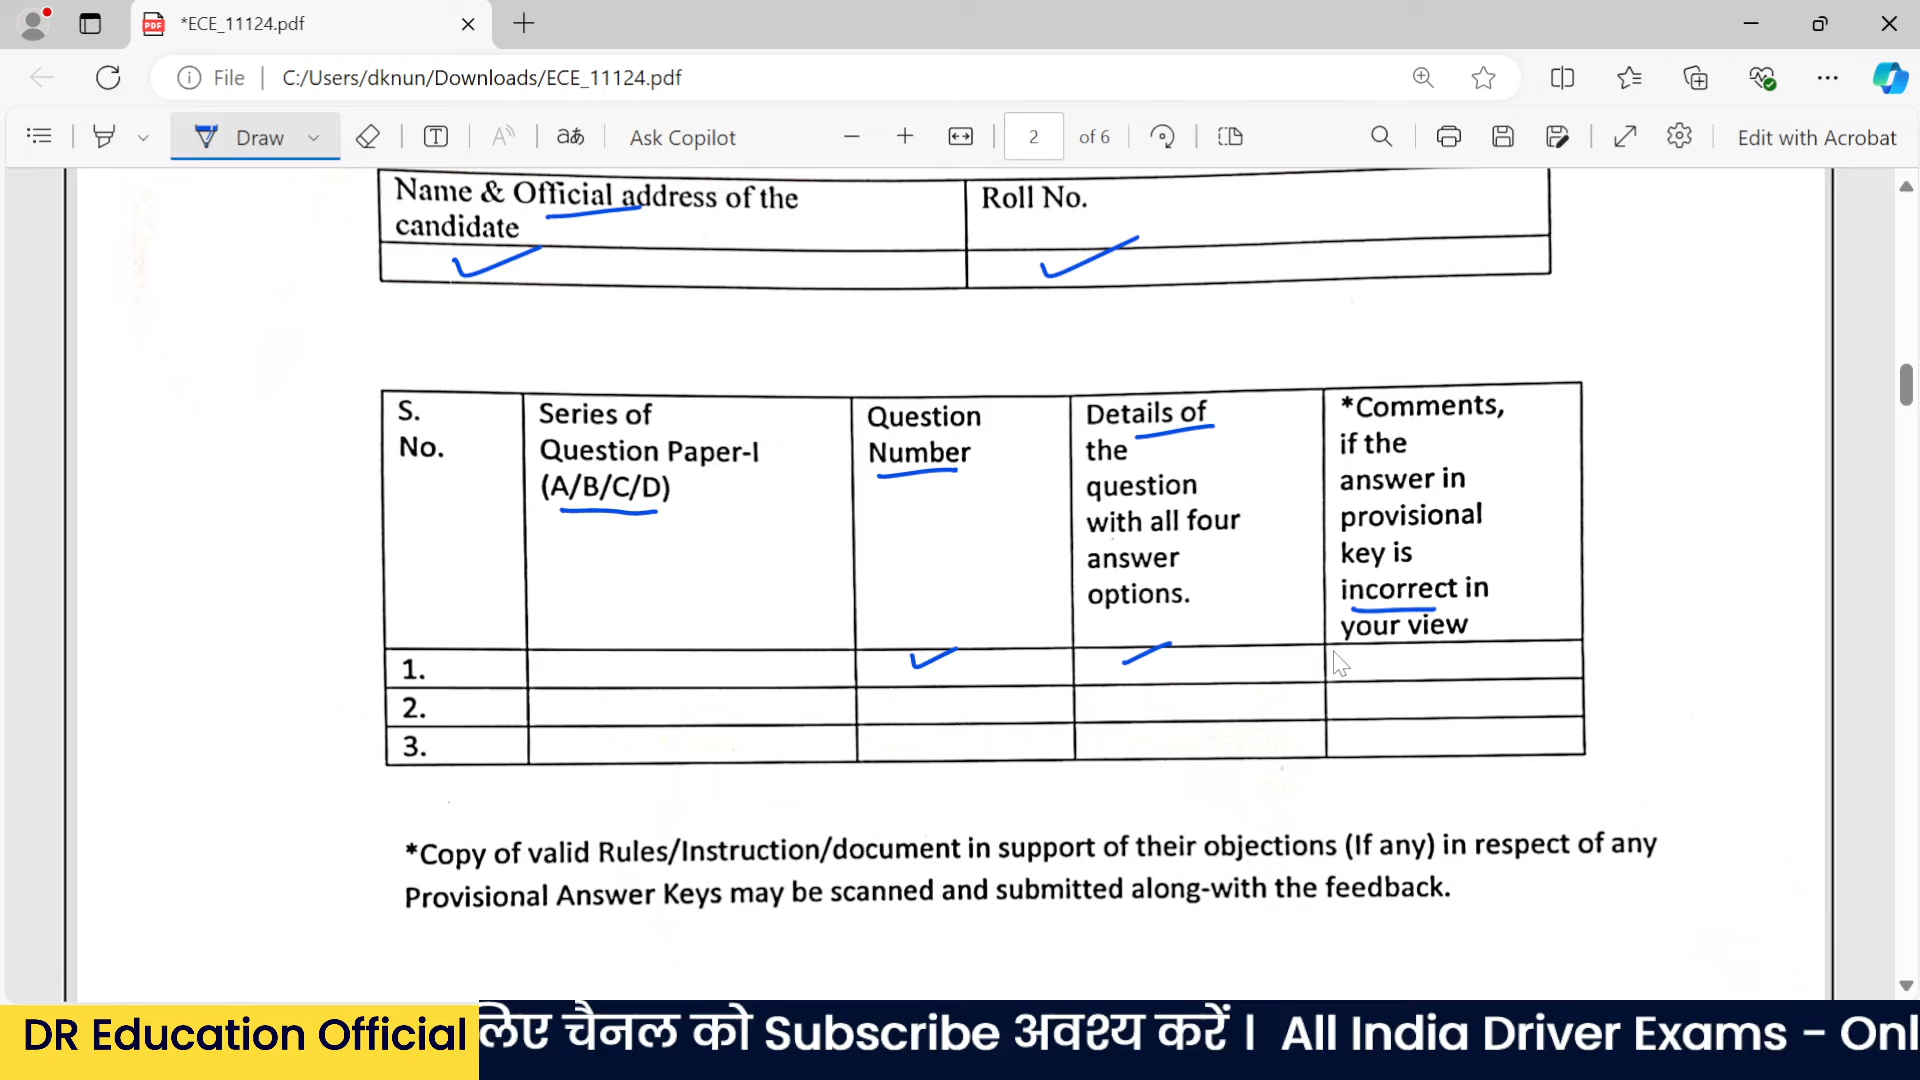 *ECE_11124.pdf
File
C:/Users/dknun/Downloads/ECE_11124.pdf
Draw
aあ
Ask Copilot
2
of 6
Edit with Acrobat
Name & Official address of the
candidate
Roll No.
S.
No.
Series of
Question Paper-I
(A/B/C/D)
Question
Number
Details of
the
question
with all four
answer
options.
*Comments,
if the
answer in
provisional
key is
incorrect in
your view
1.
2.
3.
*Copy of valid Rules/Instruction/document in support of their objections (If any) in respect of any
Provisional Answer Keys may be scanned and submitted along-with the feedback.
DR Education Official
लिए चैनल को Subscribe अवश्य करें । All India Driver Exams - Onl